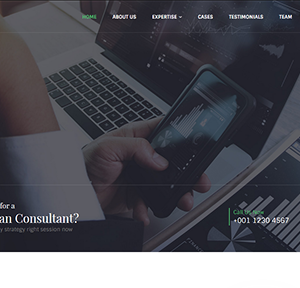 HOME ABOUT US EXPERTISE CASES TESTIMONIALS TEAM
for a
an Consultant?
y strategy right session now
Call Us Now
+001 1230 4567